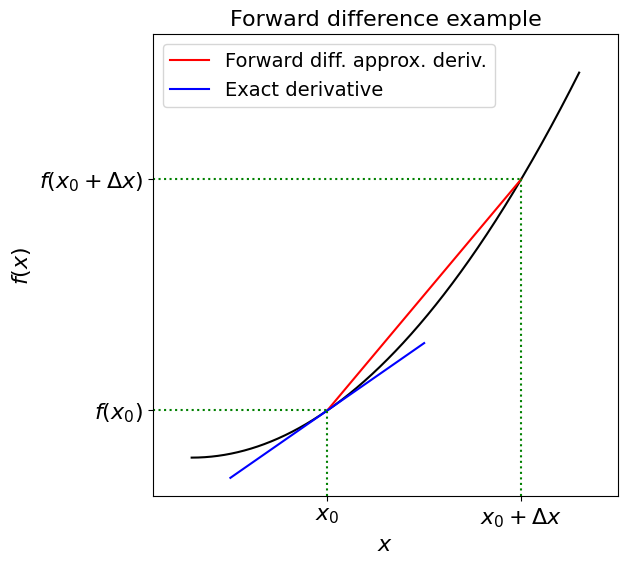 Forward difference example
Forward diff. approx. deriv.
Exact derivative
f(x₀ + Δx)
f(x)
f(x₀)
x₀
x₀ + Δx
x